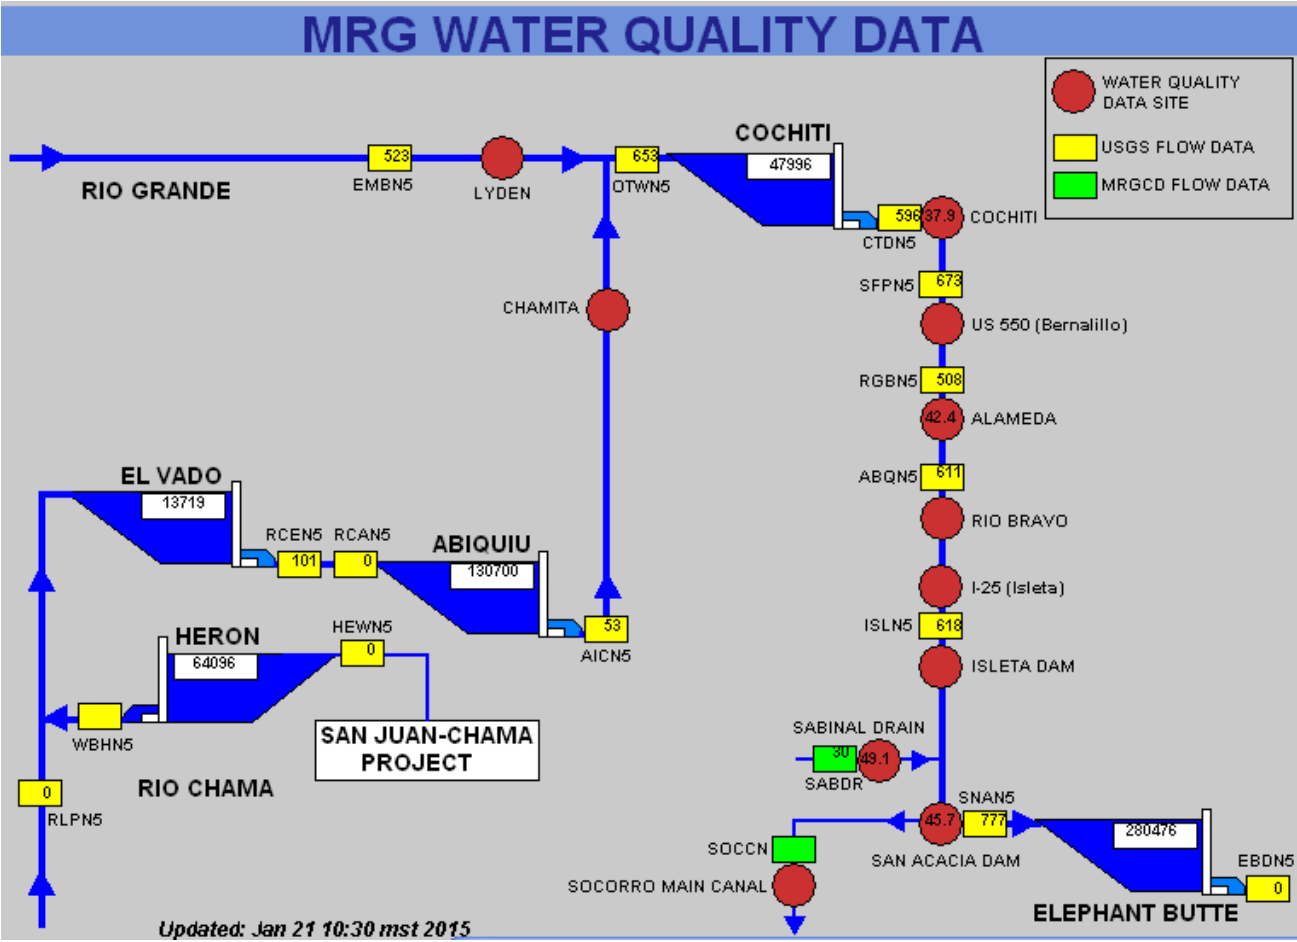 MRG WATER QUALITY DATA
WATER QUALITY
DATA SITE
USGS FLOW DATA
MRGCD FLOW DATA
COCHITI
47996
523
EMBN5
LYDEN
653
OTWN5
RIO GRANDE
596
37.9
COCHITI
CTDN5
SFPN5
673
CHAMITA
US 550 (Bernalillo)
RGBN5
508
42.4
ALAMEDA
EL VADO
13719
ABQN5
611
RIO BRAVO
RCEN5
RCAN5
ABIQUIU
101
0
130700
I-25 (Isleta)
53
AICN5
ISLN5
618
HERON
64096
HEWN5
0
ISLETA DAM
WBHN5
SAN JUAN-CHAMA
PROJECT
SABINAL DRAIN
30
49.1
SABDR
RIO CHAMA
0
RLPN5
SNAN5
45.7
777
280476
SAN ACACIA DAM
SOCCN
SOCORRO MAIN CANAL
EBDN5
0
ELEPHANT BUTTE
Updated: Jan 21 10:30 mst 2015